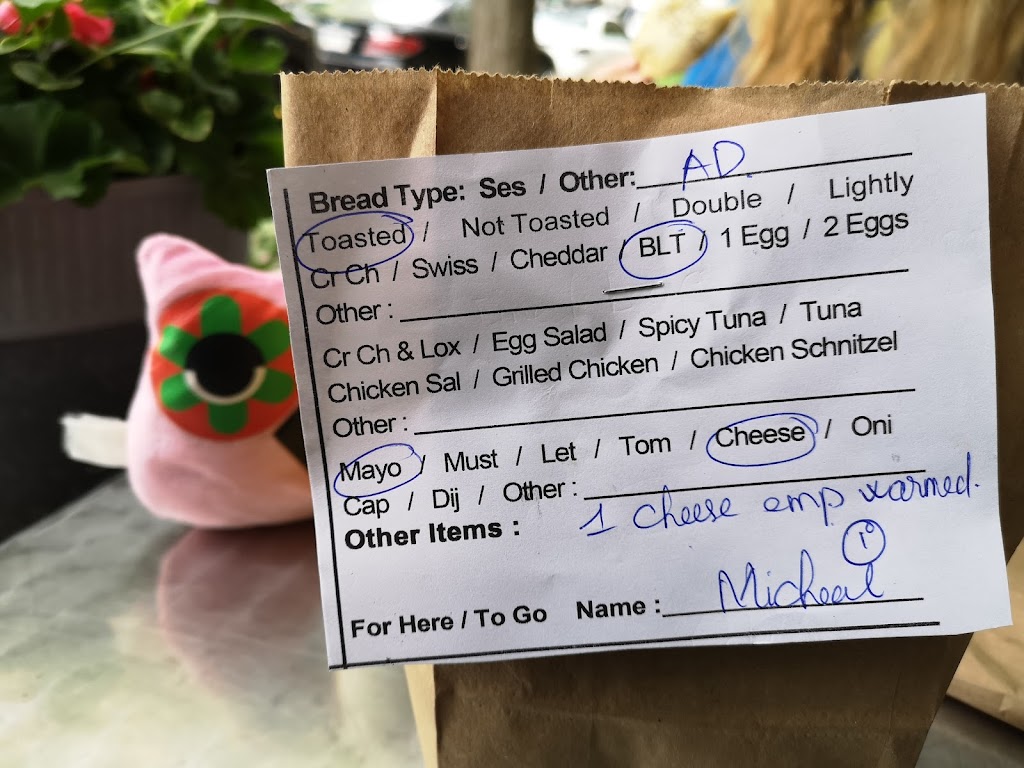 Bread Type: Ses / Other: AD.
Toasted / Not Toasted / Double / Lightly
Cr Ch / Swiss / Cheddar / BLT / 1 Egg / 2 Eggs
Other :
Cr Ch & Lox / Egg Salad / Spicy Tuna / Tuna
Chicken Sal / Grilled Chicken / Chicken Schnitzel
Other :
Mayo / Must / Let / Tom / Cheese / Oni
Cap / Dij / Other :
Other Items : 1 cheese emp warmed.
1
For Here / To Go Name : Micheal